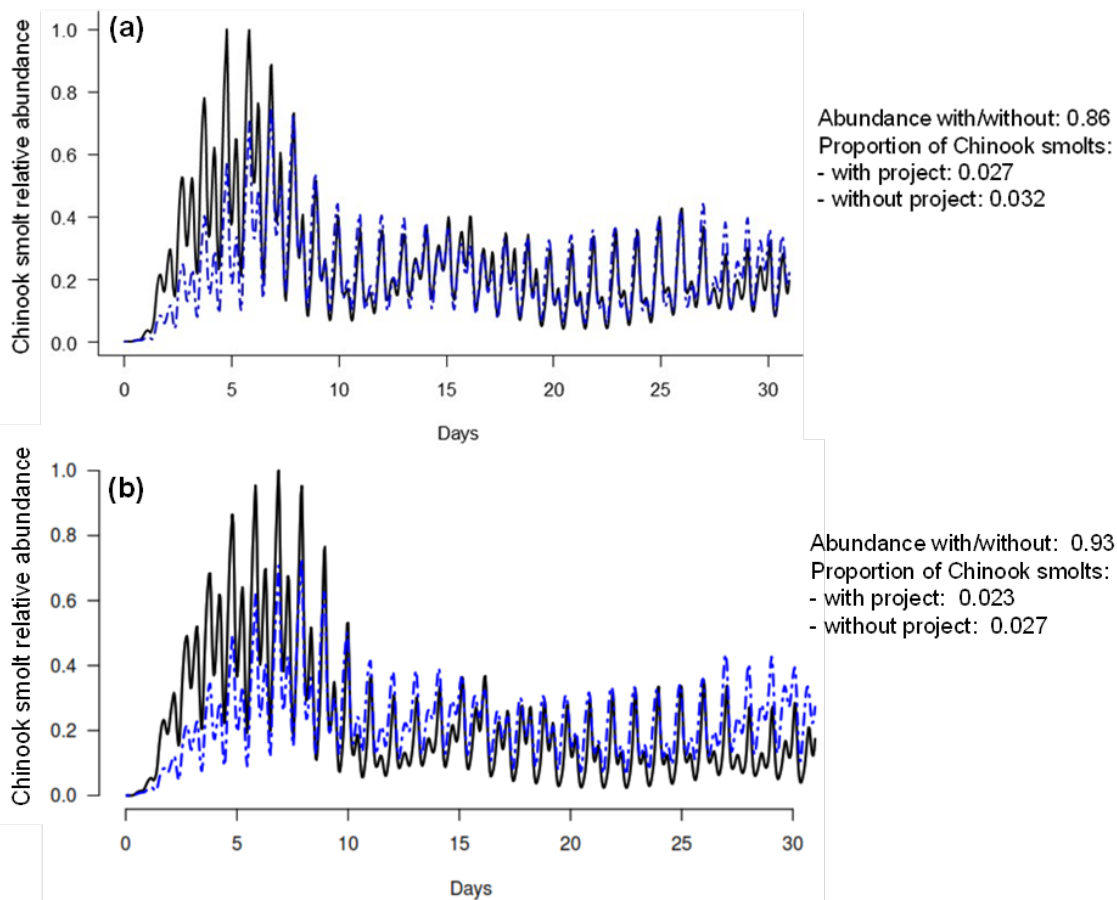 (a)
Chinook smolt relative abundance
1.0
0.8
0.6
0.4
0.2
0.0
0 5 10 15 20 25 30
Days
Abundance with/without: 0.86
Proportion of Chinook smolts:
- with project: 0.027
- without project: 0.032
(b)
Chinook smolt relative abundance
1.0
0.8
0.6
0.4
0.2
0.0
0 5 10 15 20 25 30
Days
Abundance with/without: 0.93
Proportion of Chinook smolts:
- with project: 0.023
- without project: 0.027